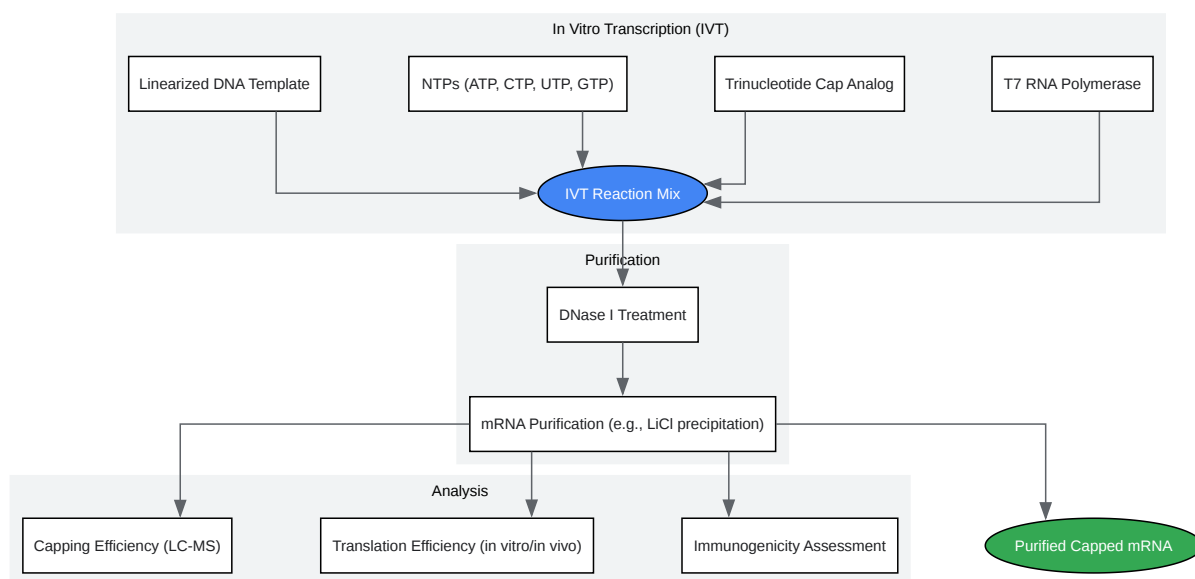 In Vitro Transcription (IVT)
Linearized DNA Template
NTPs (ATP, CTP, UTP, GTP)
Trinucleotide Cap Analog
T7 RNA Polymerase
IVT Reaction Mix
Purification
DNase I Treatment
mRNA Purification (e.g., LiCl precipitation)
Analysis
Capping Efficiency (LC-MS)
Translation Efficiency (in vitro/in vivo)
Immunogenicity Assessment
Purified Capped mRNA